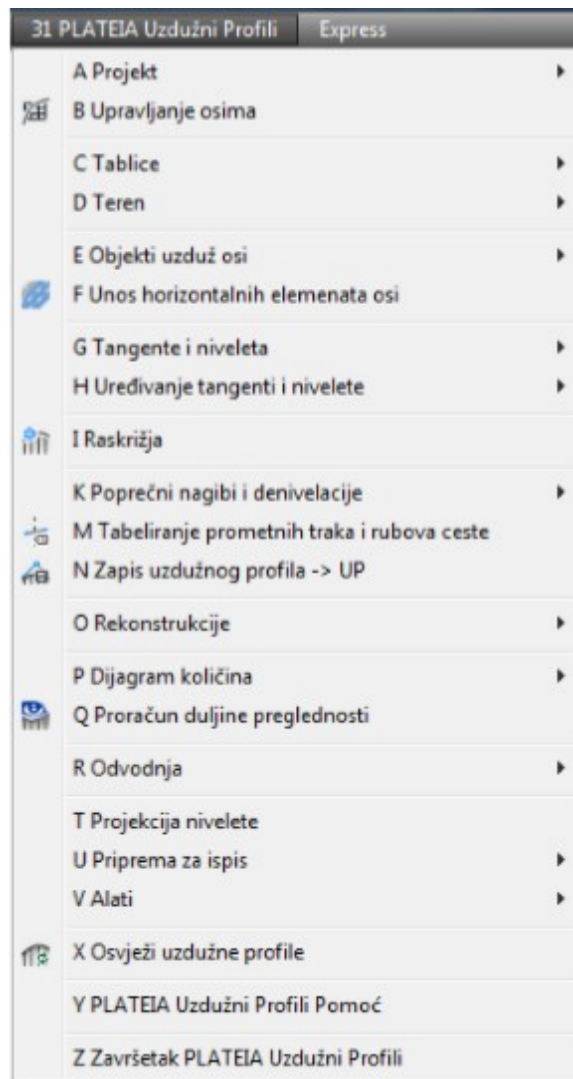 31 PLATEIA Uzdužni Profili Express
A Projekt
B Upravljanje osima
C Tablice
D Teren
E Objekti uzduž osi
F Unos horizontalnih elemenata osi
G Tangente i niveleta
H Uređivanje tangenti i nivelete
I Raskrižja
K Poprečni nagibi i denivelacije
M Tabeliranje prometnih traka i rubova ceste
N Zapis uzdužnog profila -> UP
O Rekonstrukcije
P Dijagram količina
Q Proračun duljine preglednosti
R Odvodnja
T Projekcija nivelete
U Priprema za ispis
V Alati
X Osvježi uzdužne profile
Y PLATEIA Uzdužni Profili Pomoć
Z Završetak PLATEIA Uzdužni Profili